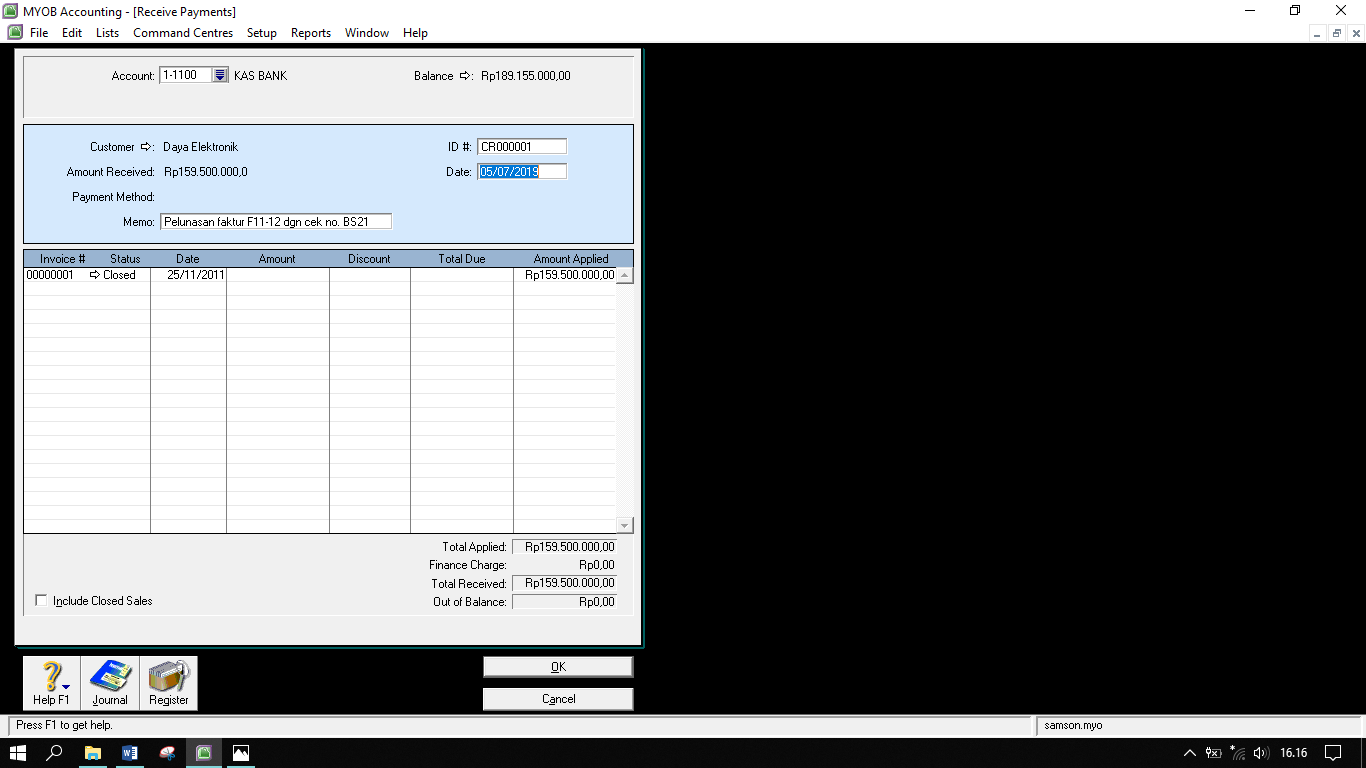 MYOB Accounting - [Receive Payments]
File Edit Lists Command Centres Setup Reports Window Help
Account: 1-1100 KAS BANK Balance ⇨: Rp189.155.000,00
Customer ⇨: Daya Elektronik ID #: CR000001
Amount Received: Rp159.500.000,0 Date: 05/07/2019
Payment Method:
Memo: Pelunasan faktur F11-12 dgn cek no. BS21
Invoice # Status Date Amount Discount Total Due Amount Applied
00000001 ⇨ Closed 25/11/2011 Rp159.500.000,00
Total Applied: Rp159.500.000,00
Finance Charge: Rp0,00
Total Received: Rp159.500.000,00
Include Closed Sales Out of Balance: Rp0,00
OK
Help F1 Journal Register
Cancel
Press F1 to get help. samson.myo
16.16